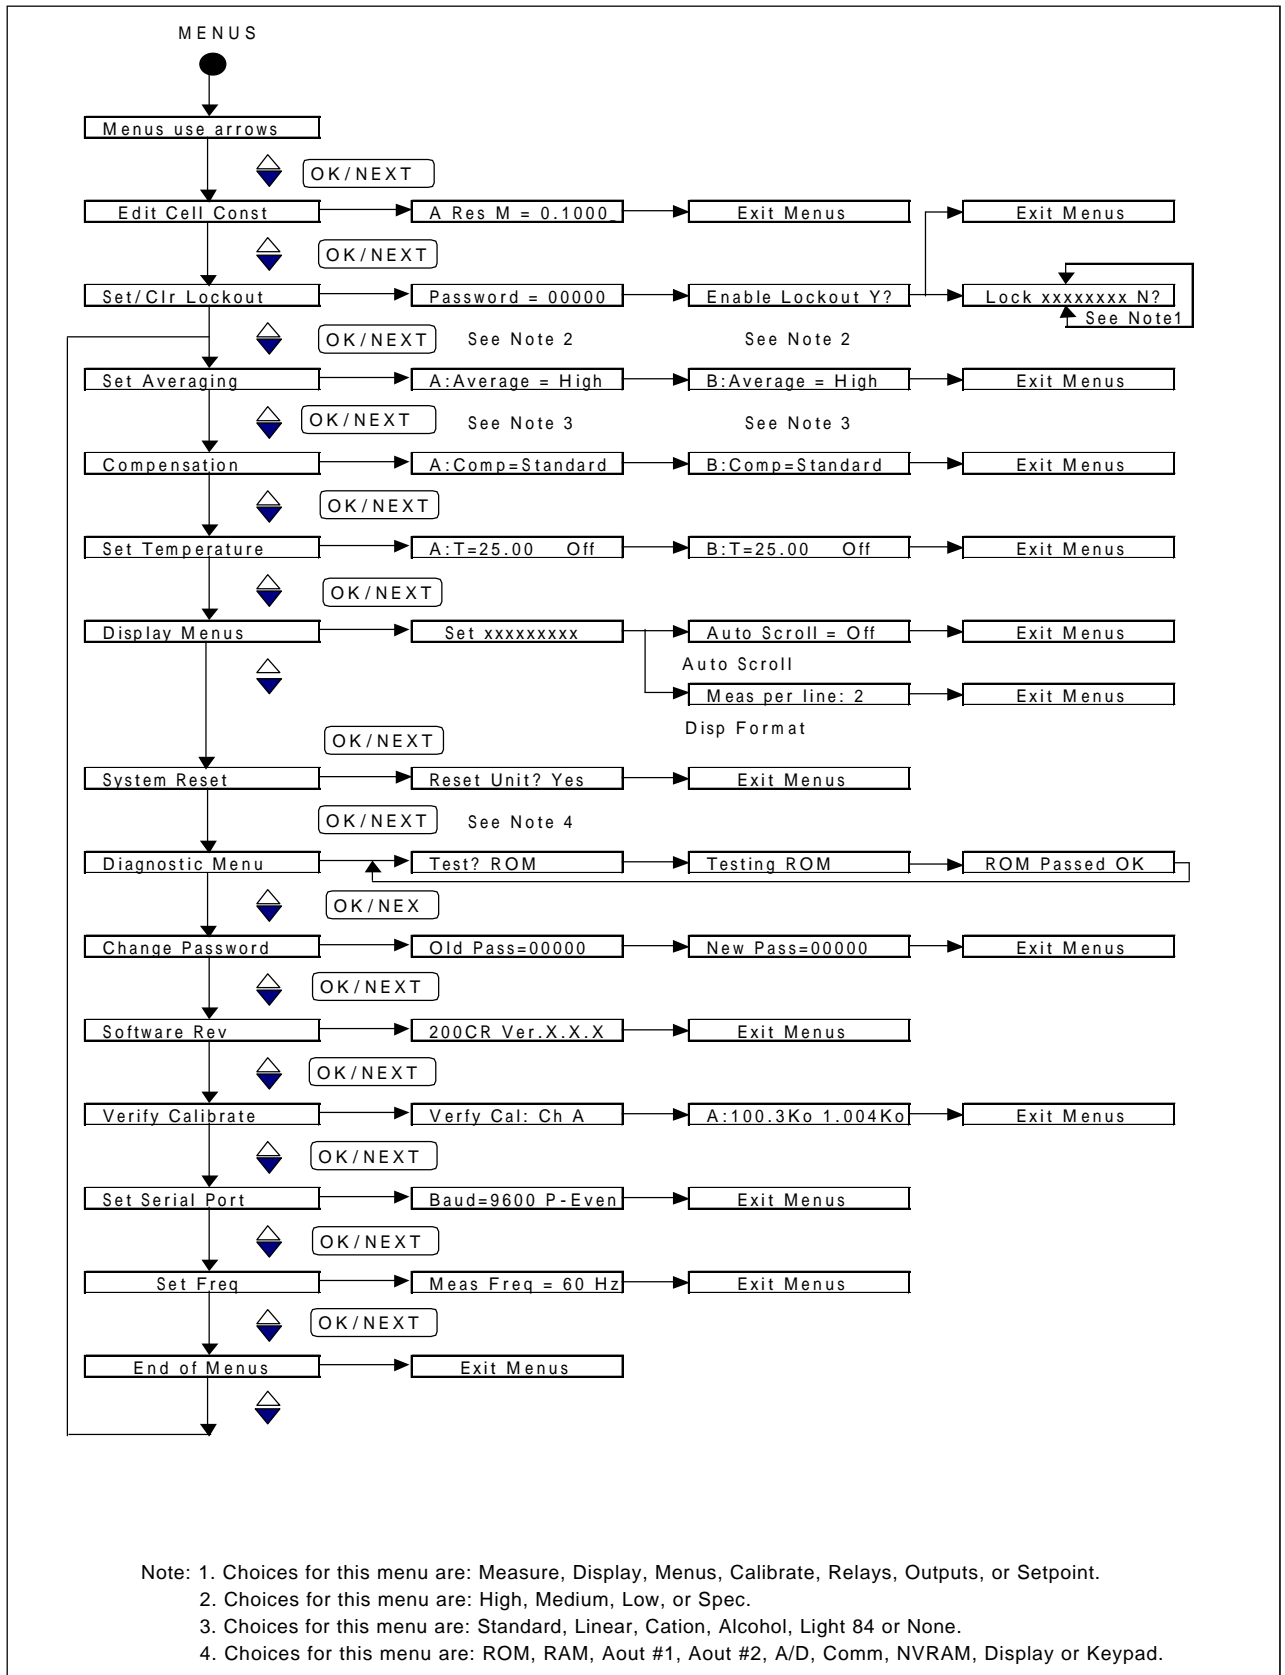 MENUS
Menus use arrows
OK/NEXT
Edit Cell Const
A Res M = 0.1000_
Exit Menus
Exit Menus
OK/NEXT
Set/Clr Lockout
Password = 00000
Enable Lockout Y?
Lock xxxxxxxx N?
See Note1
OK/NEXT
See Note 2
See Note 2
Set Averaging
A:Average = High
B:Average = High
Exit Menus
OK/NEXT
See Note 3
See Note 3
Compensation
A:Comp=Standard
B:Comp=Standard
Exit Menus
OK/NEXT
Set Temperature
A:T=25.00 Off
B:T=25.00 Off
Exit Menus
OK/NEXT
Display Menus
Set xxxxxxxxx
Auto Scroll = Off
Exit Menus
Auto Scroll
Meas per line: 2
Exit Menus
Disp Format
OK/NEXT
System Reset
Reset Unit? Yes
Exit Menus
OK/NEXT
See Note 4
Diagnostic Menu
Test? ROM
Testing ROM
ROM Passed OK
OK/NEX
Change Password
Old Pass=00000
New Pass=00000
Exit Menus
OK/NEXT
Software Rev
200CR Ver.X.X.X
Exit Menus
OK/NEXT
Verify Calibrate
Verfy Cal: Ch A
A:100.3Ko 1.004Ko
Exit Menus
OK/NEXT
Set Serial Port
Baud=9600 P-Even
Exit Menus
OK/NEXT
Set Freq
Meas Freq = 60 Hz
Exit Menus
OK/NEXT
End of Menus
Exit Menus
Note: 1. Choices for this menu are: Measure, Display, Menus, Calibrate, Relays, Outputs, or Setpoint.
2. Choices for this menu are: High, Medium, Low, or Spec.
3. Choices for this menu are: Standard, Linear, Cation, Alcohol, Light 84 or None.
4. Choices for this menu are: ROM, RAM, Aout #1, Aout #2, A/D, Comm, NVRAM, Display or Keypad.